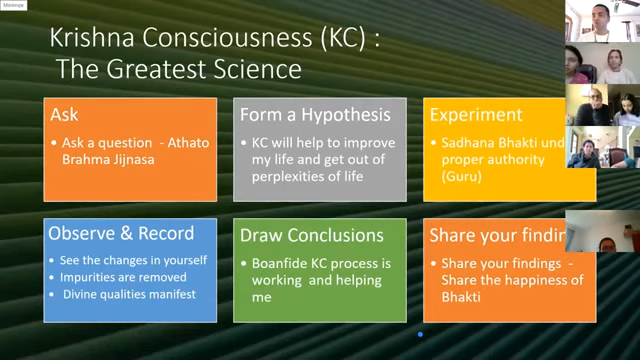 Krishna Consciousness (KC) :
The Greatest Science
Ask
• Ask a question - Athato
Brahma Jijnasa
Form a Hypothesis
• KC will help to improve
my life and get out of
perplexities of life
Experiment
• Sadhana Bhakti und
proper authority
(Guru)
Observe & Record
• See the changes in yourself
• Impurities are removed
• Divine qualities manifest
Draw Conclusions
• Boanfide KC process is
working and helping
me
Share your findin
• Share your findings -
Share the happiness of
Bhakti